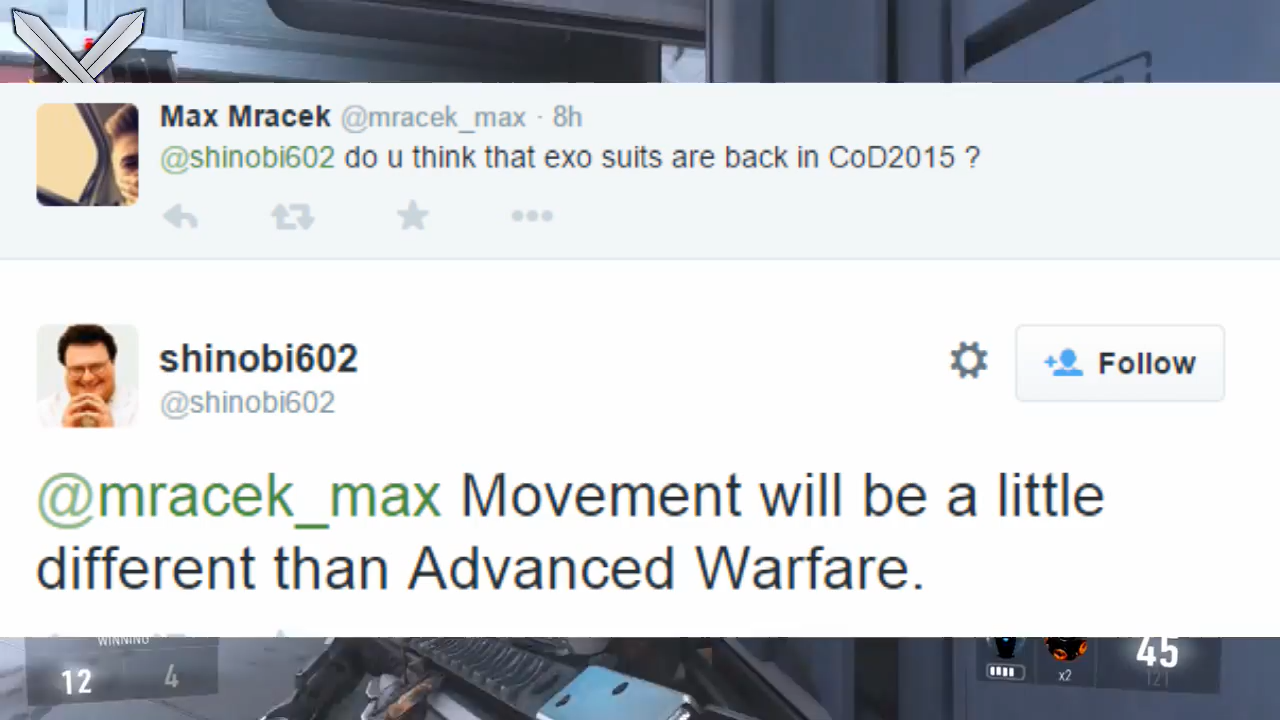 Max Mracek @mracek_max · 8h
@shinobi602 do u think that exo suits are back in CoD2015 ?
shinobi602
@shinobi602
Follow
@mracek_max Movement will be a little
different than Advanced Warfare.
WINNING
12 4
45
x2
121